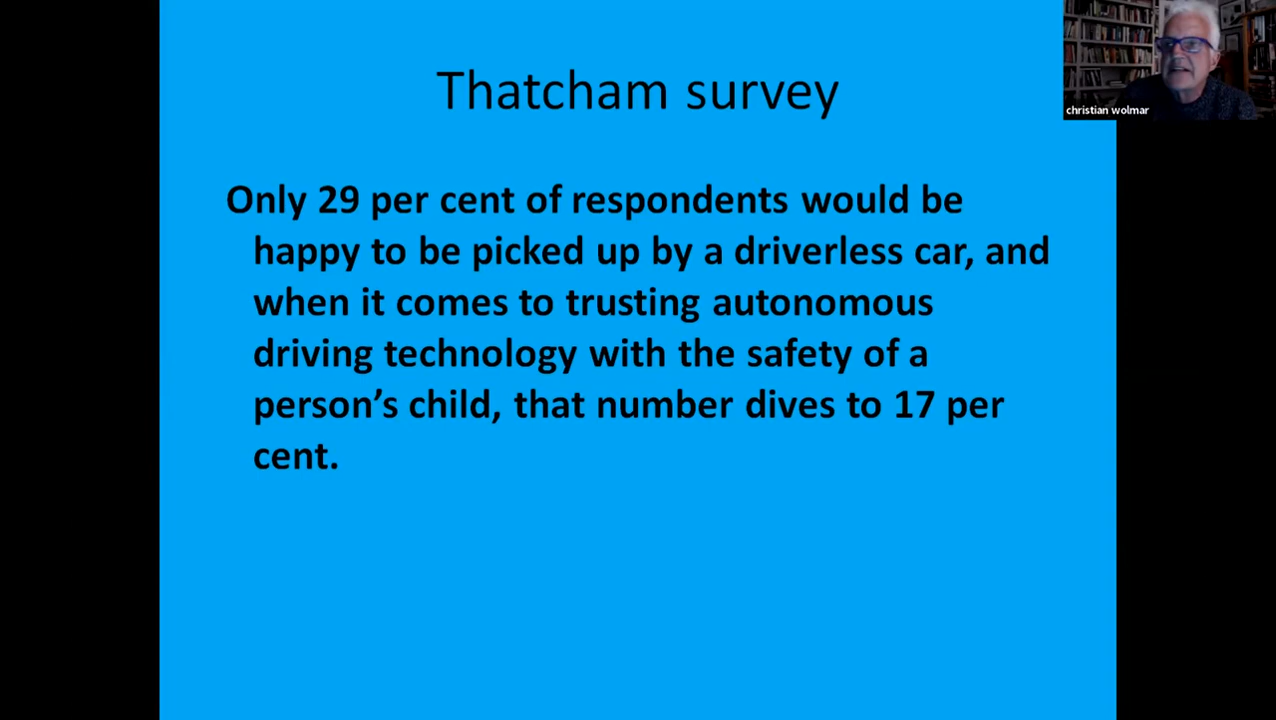 Thatcham survey
christian wolmar
Only 29 per cent of respondents would be
happy to be picked up by a driverless car, and
when it comes to trusting autonomous
driving technology with the safety of a
person’s child, that number dives to 17 per
cent.